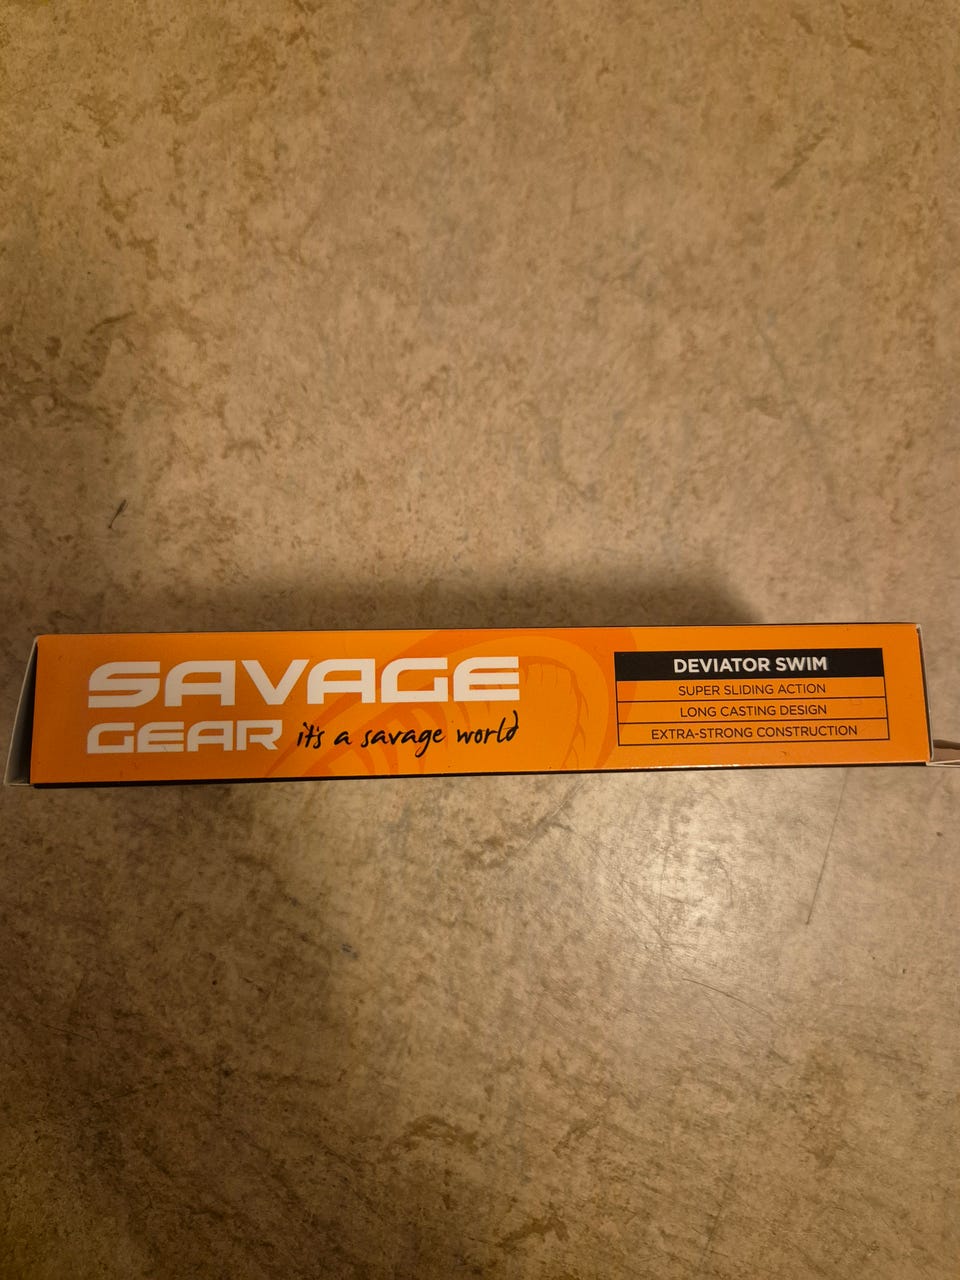 SAVAGE
GEAR it's a savage world
DEVIATOR SWIM
SUPER SLIDING ACTION
LONG CASTING DESIGN
EXTRA-STRONG CONSTRUCTION